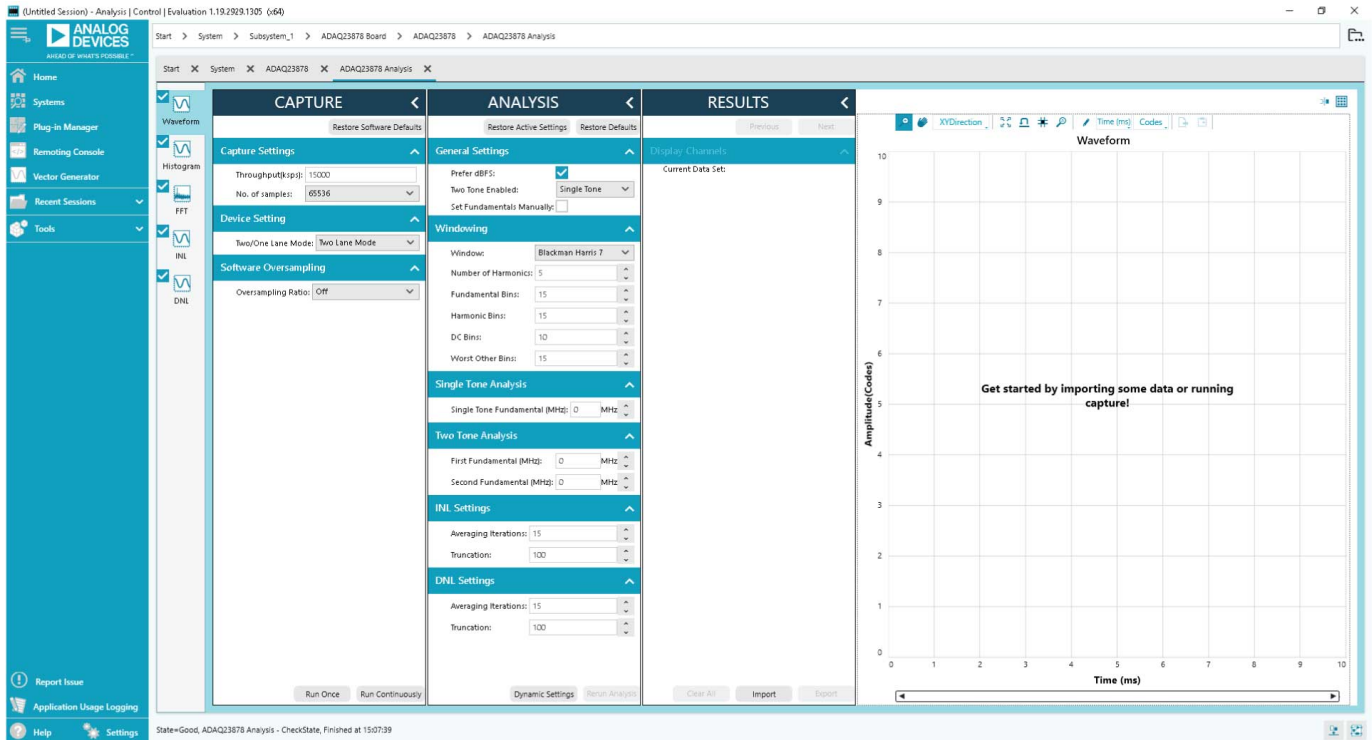 (Untitled Session) - Analysis | Control | Evaluation 1.19.2929.1305 (x64)
ANALOG
DEVICES
AHEAD OF WHAT'S POSSIBLE™
Start > System > Subsystem_1 > ADAQ23878 Board > ADAQ23878 > ADAQ23878 Analysis
Start X System X ADAQ23878 X ADAQ23878 Analysis X
Home
Systems
Plug-in Manager
Remoting Console
Vector Generator
Recent Sessions
Tools
Report Issue
Application Usage Logging
Help Settings
Waveform
Histogram
FFT
INL
DNL
CAPTURE
Restore Software Defaults
Capture Settings
Throughput(ksps): 15000
No. of samples: 65536
Device Setting
Two/One Lane Mode: Two Lane Mode
Software Oversampling
Oversampling Ratio: Off
Run Once Run Continuously
ANALYSIS
Restore Active Settings Restore Defaults
General Settings
Prefer dBFS:
Two Tone Enabled: Single Tone
Set Fundamentals Manually:
Windowing
Window: Blackman Harris 7
Number of Harmonics: 5
Fundamental Bins: 15
Harmonic Bins: 15
DC Bins: 10
Worst Other Bins: 15
Single Tone Analysis
Single Tone Fundamental (MHz): 0 MHz
Two Tone Analysis
First Fundamental (MHz): 0 MHz
Second Fundamental (MHz): 0 MHz
INL Settings
Averaging Iterations: 15
Truncation: 100
DNL Settings
Averaging Iterations: 15
Truncation: 100
Dynamic Settings Rerun Analysis
RESULTS
Previous Next
Display Channels
Current Data Set:
Clear All Import Export
XYDirection Time (ms) Codes
Waveform
10
9
8
7
6
5
4
3
2
1
0
Amplitude(Codes)
Get started by importing some data or running
capture!
0 1 2 3 4 5 6 7 8 9 10
Time (ms)
State=Good, ADAQ23878 Analysis - CheckState, Finished at 15:07:39